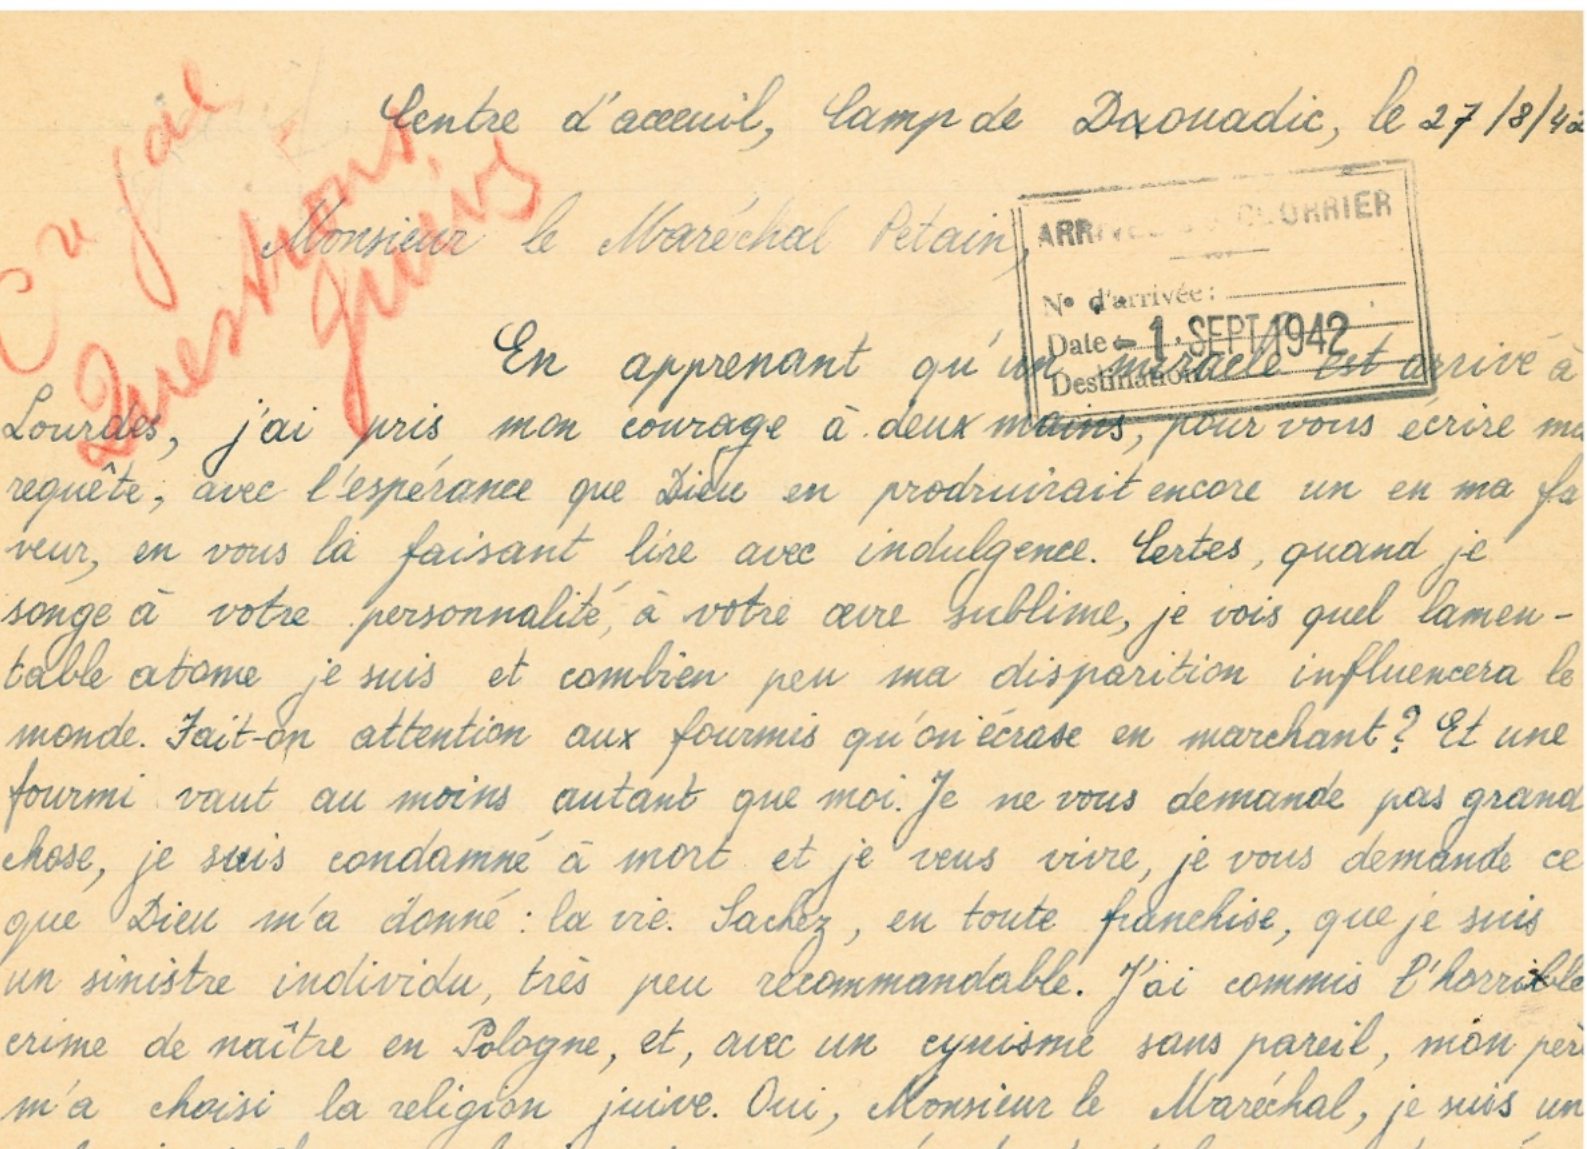 Cu gal
Questions
juives
Centre d'acceuil, Camp de Daouadic, le 27/8/42
Monsieur le Maréchal Petain,
ARRIVÉE DU COURRIER
N° d'arrivée :
Date 1. SEPT 1942
Destination
En apprenant qu'un miracle est arrivé à
Lourdes, j'ai pris mon courage à deux mains, pour vous écrire ma
requête, avec l'espérance que Dieu en prodruirait encore un en ma fa
veur, en vous la faisant lire avec indulgence. Certes, quand je
songe à votre personnalité, à votre œvre sublime, je vois quel lamen-
table atome je suis et combien peu ma disparition influencera le
monde. Fait-on attention aux fourmis qu'on écrase en marchant? Et une
fourmi vaut au moins autant que moi. Je ne vous demande pas grand
chose, je suis condamné à mort et je veus vivre, je vous demande ce
que Dieu m'a donné : la vie. Sachez, en toute franchise, que je suis
un sinistre individu, très peu recommandable. J'ai commis l'horrible
crime de naître en Pologne, et, avec un cynisme sans pareil, mon père
m'a choisi la religion juive. Oui, Monsieur le Maréchal, je suis un